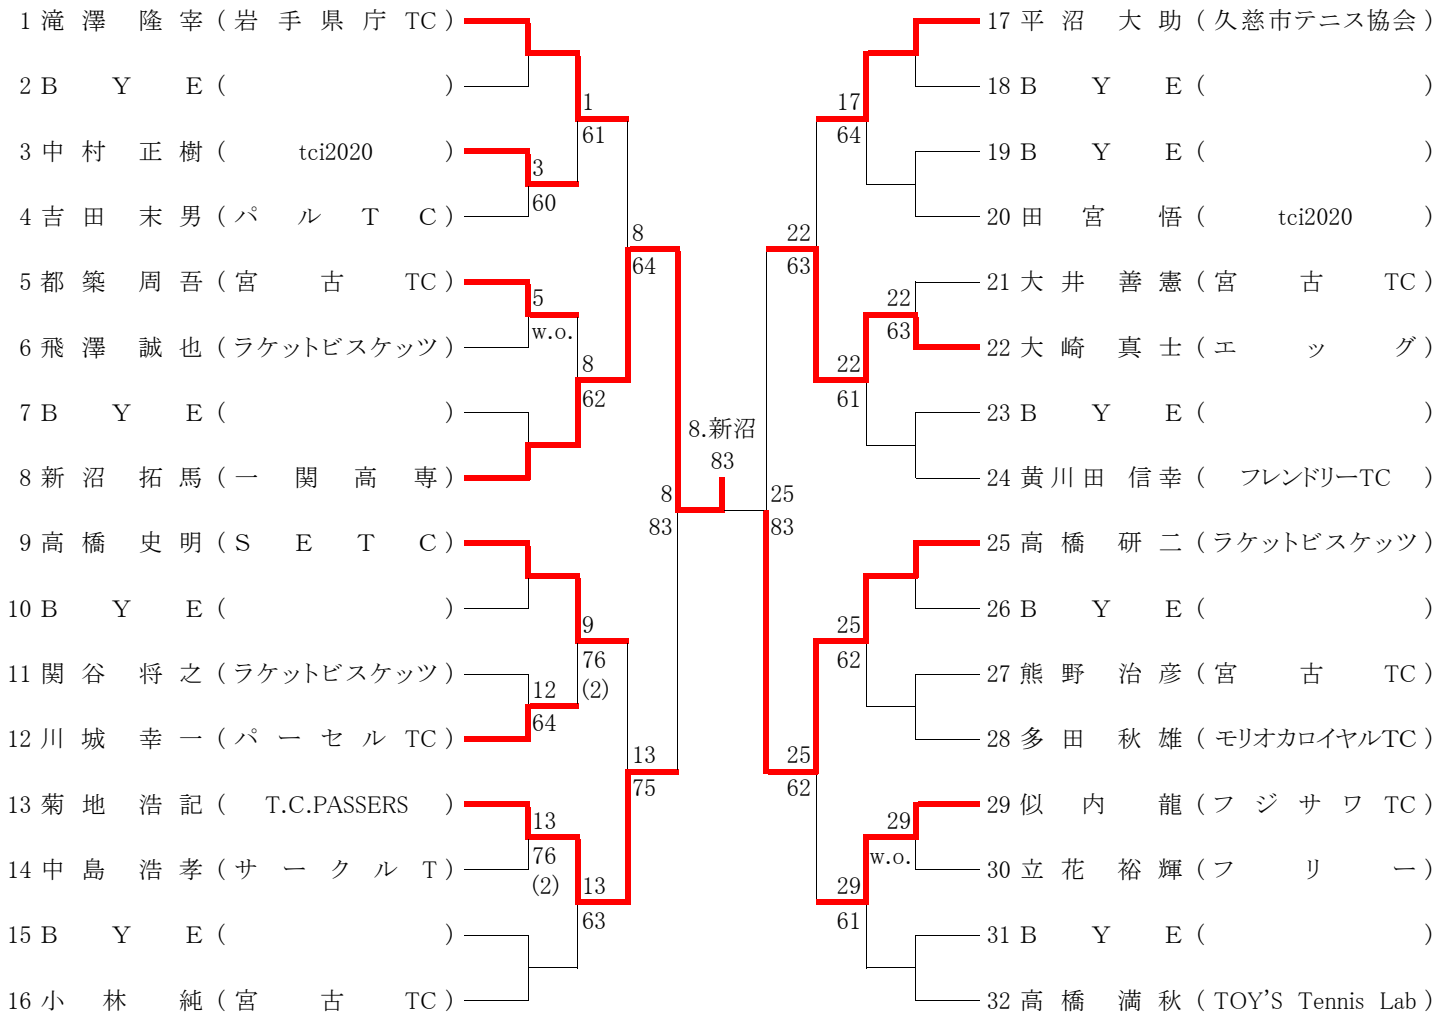 1 滝澤 隆宰 (岩手県庁 TC)
2 B Y E ( )
3 中村 正樹 ( tci2020 )
4 吉田 末男 (パルTC)
5 都築 周吾 (宮古 TC)
6 飛澤 誠也 (ラケットビスケッツ)
7 B Y E ( )
8 新沼 拓馬 (一関高専)
9 高橋 史明 (SETC)
10 B Y E ( )
11 関谷 将之 (ラケットビスケッツ)
12 川城 幸一 (パーセル TC)
13 菊地 浩記 ( T.C.PASSERS )
14 中島 浩孝 (サークルT)
15 B Y E ( )
16 小林 純 (宮古 TC)
3
60
5
w.o.
12
64
13
76
(2)
1
61
8
62
9
76
(2)
13
63
8
64
13
75
8
83
8.新沼
83
25
83
22
63
25
62
17
64
22
61
25
62
29
61
22
63
29
w.o.
17 平沼 大助 (久慈市テニス協会)
18 B Y E ( )
19 B Y E ( )
20 田宮 悟 ( tci2020 )
21 大井 善憲 (宮古 TC)
22 大崎 真士 (エッグ)
23 B Y E ( )
24 黄川田 信幸 ( フレンドリーTC )
25 高橋 研二 (ラケットビスケッツ)
26 B Y E ( )
27 熊野 治彦 (宮古 TC)
28 多田 秋雄 (モリオカロイヤルTC)
29 似内 龍 (フジサワ TC)
30 立花 裕輝 (フリー)
31 B Y E ( )
32 高橋 満秋 (TOY'S Tennis Lab)